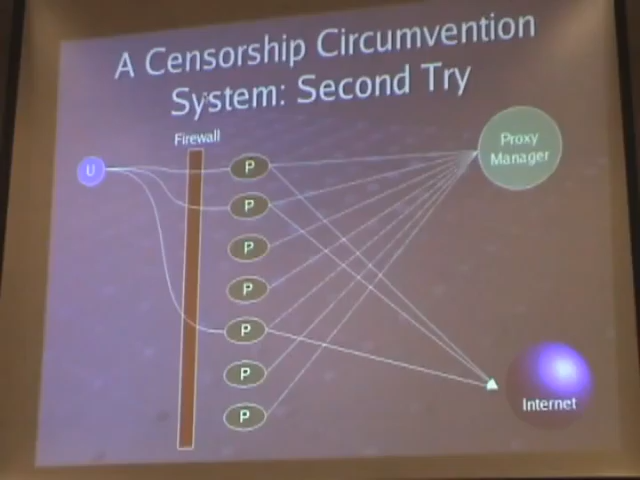 A Censorship Circumvention
System: Second Try
Firewall
Proxy
Manager
U
P
P
P
P
P
P
P
Internet